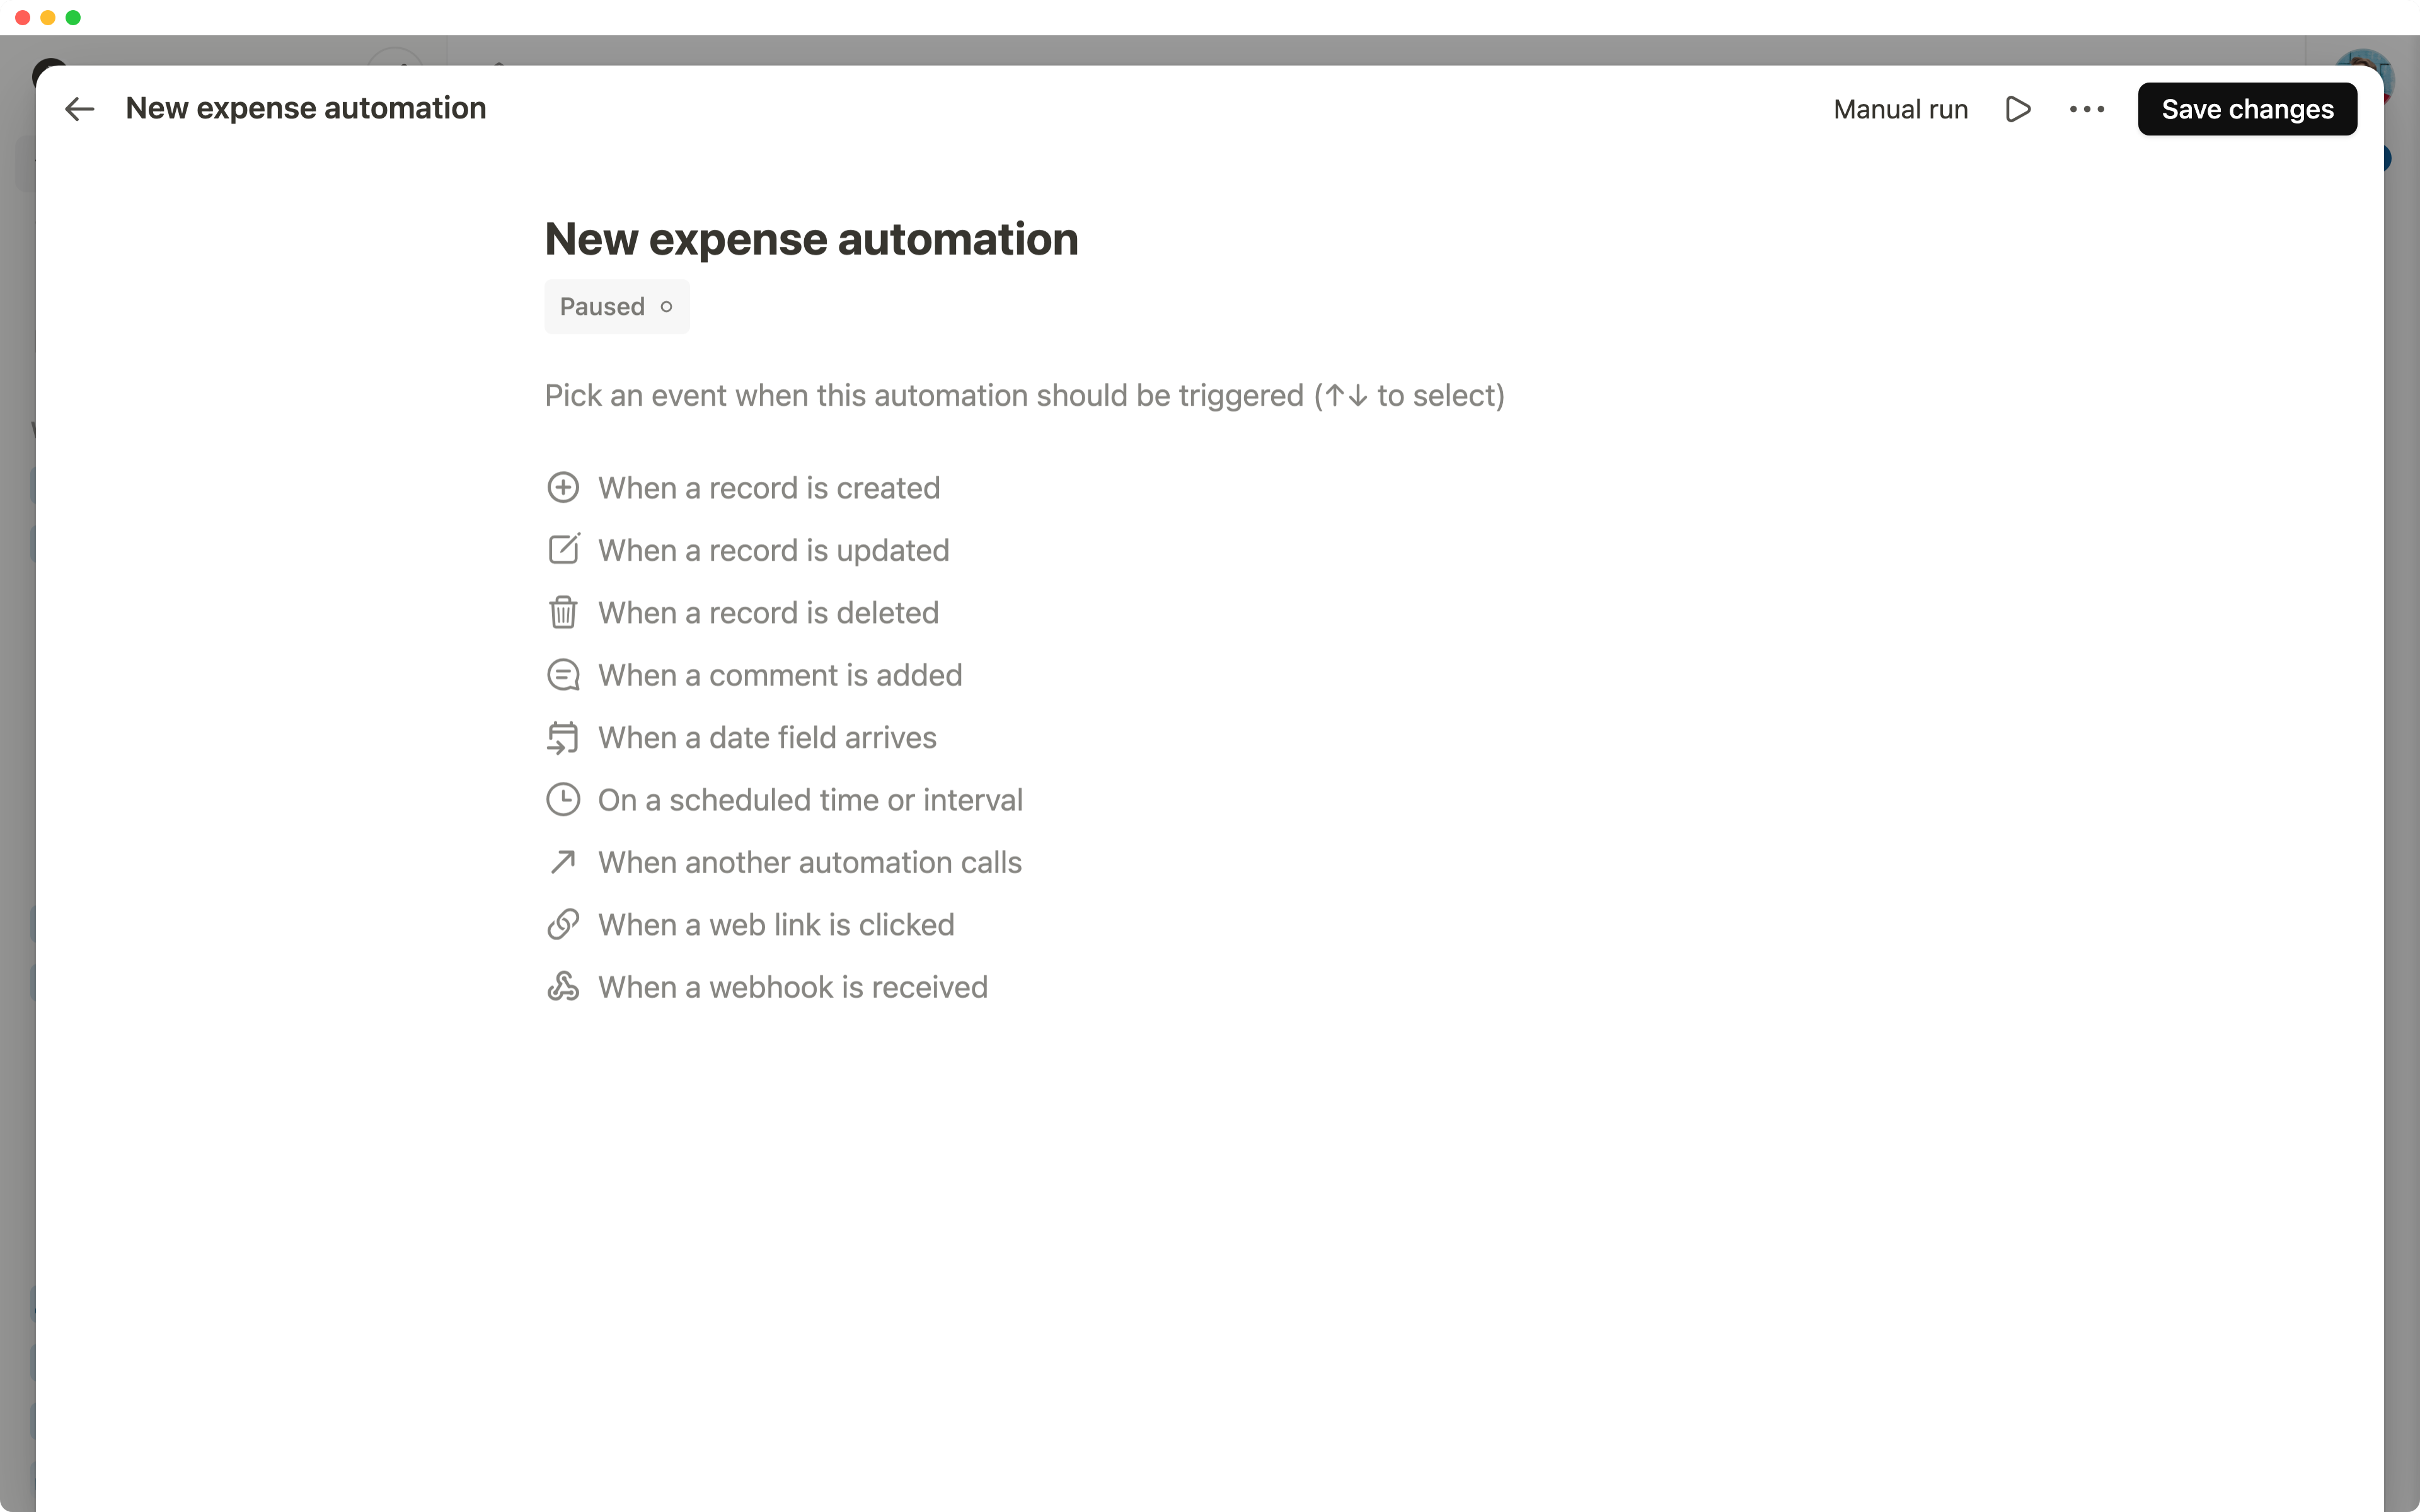 New expense automation
Manual run
Save changes
New expense automation
Paused
Pick an event when this automation should be triggered (↑↓ to select)
When a record is created
When a record is updated
When a record is deleted
When a comment is added
When a date field arrives
On a scheduled time or interval
When another automation calls
When a web link is clicked
When a webhook is received